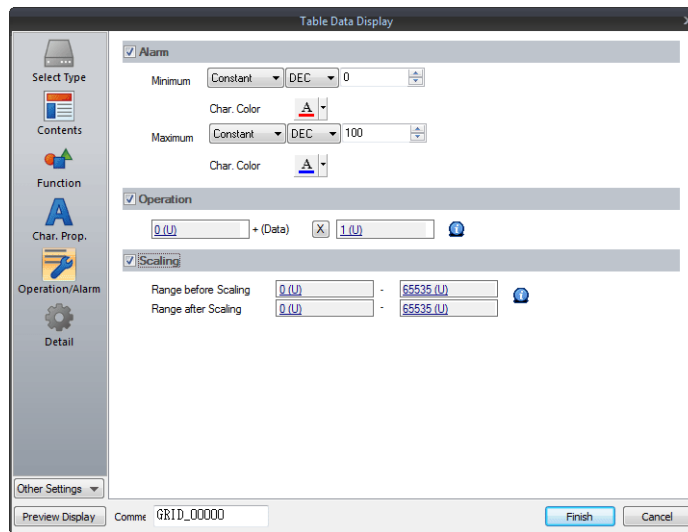 Table Data Display
Select Type
Contents
Function
Char. Prop.
Operation/Alarm
Detail
Other Settings
Alarm
Minimum Constant DEC 0
Char. Color A
Maximum Constant DEC 100
Char. Color A
Operation
0 (U) + (Data) X 1 (U)
Scaling
Range before Scaling 0 (U) - 65535 (U)
Range after Scaling 0 (U) - 65535 (U)
Preview Display Comme GRID_00000 Finish Cancel